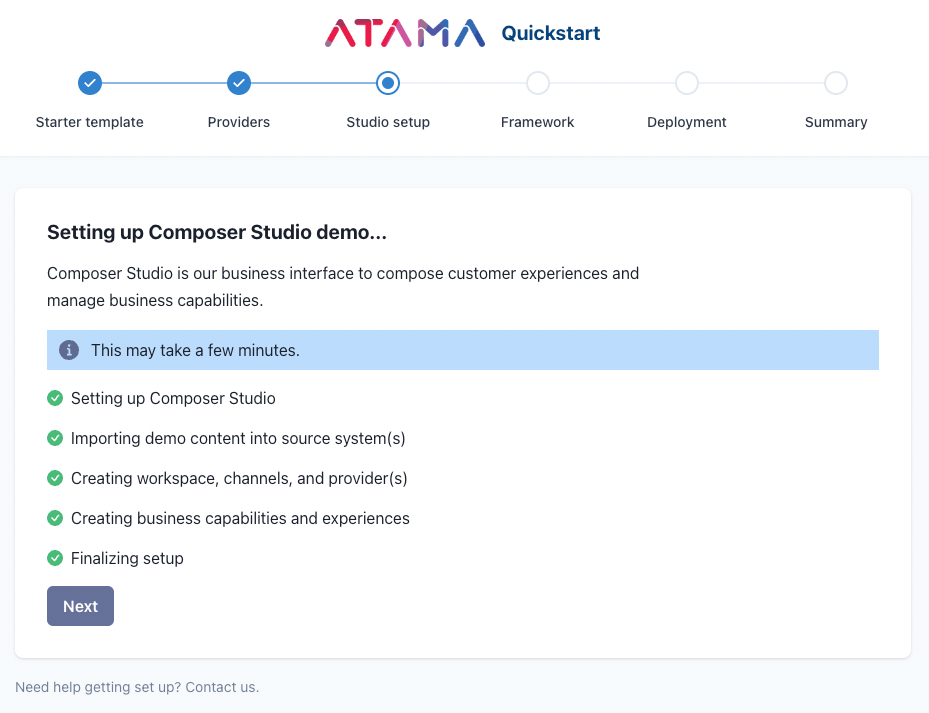 ATAMA Quickstart
Starter template Providers Studio setup Framework Deployment Summary
Setting up Composer Studio demo...
Composer Studio is our business interface to compose customer experiences and
manage business capabilities.
This may take a few minutes.
Setting up Composer Studio
Importing demo content into source system(s)
Creating workspace, channels, and provider(s)
Creating business capabilities and experiences
Finalizing setup
Next
Need help getting set up? Contact us.